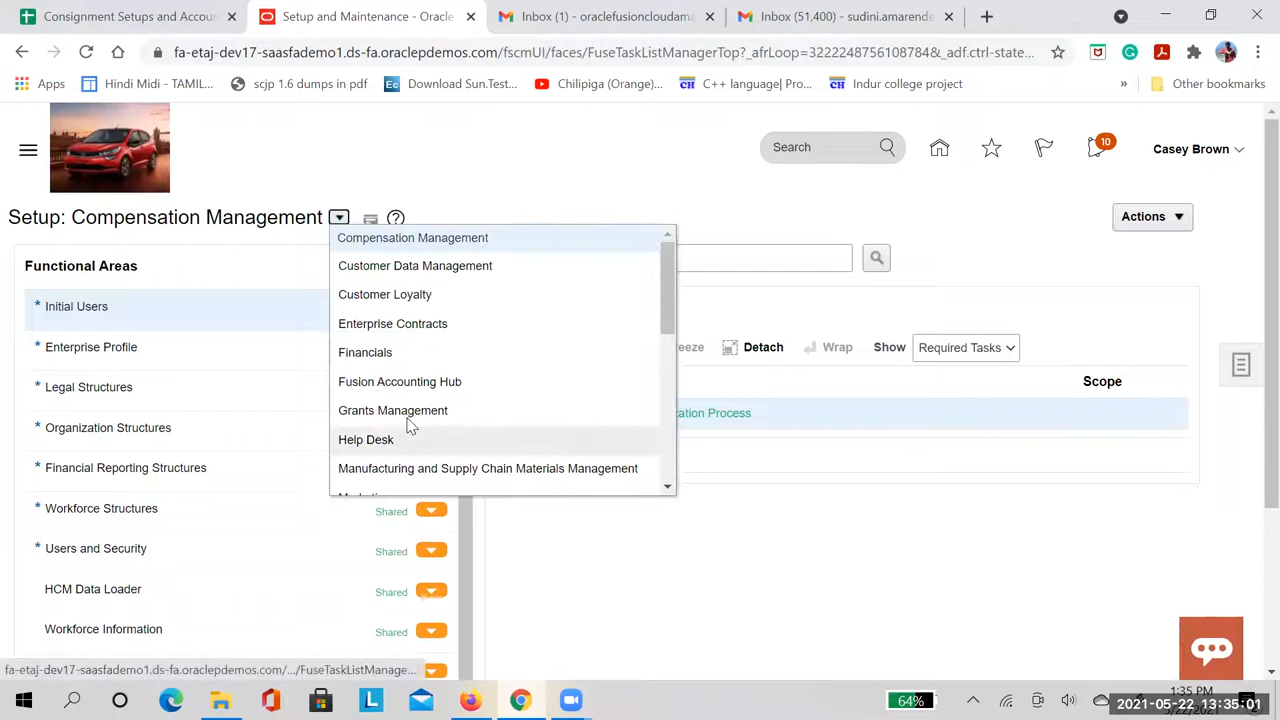 Consignment Setups and Accoun
Setup and Maintenance - Oracle
Inbox (1) - oraclefusioncloudama
Inbox (51,400) - sudini.amarende
fa-etaj-dev17-saasfademo1.ds-fa.oraclepdemos.com/fscmUI/faces/FuseTaskListManagerTop?_afrLoop=32222487561087848&_adf.ctrl-state...
Apps
Hindi Midi - TAMIL...
scjp 1.6 dumps in pdf
Download Sun.Test...
Chilipiga (Orange)...
C++ language| Pro...
Indur college project
»
Other bookmarks
Search
10
Casey Brown
Setup: Compensation Management
Actions
Functional Areas
Compensation Management
Customer Data Management
Customer Loyalty
Enterprise Contracts
Financials
Fusion Accounting Hub
Grants Management
Help Desk
Manufacturing and Supply Chain Materials Management
* Initial Users
* Enterprise Profile
* Legal Structures
* Organization Structures
* Financial Reporting Structures
* Workforce Structures
Shared
* Users and Security
Shared
HCM Data Loader
Shared
Workforce Information
Shared
eeze
Detach
Wrap
Show
Required Tasks
Scope
ation Process
fa-etaj-dev17-saasfademo1.ds-fa.oraclepdemos.com/.../FuseTaskListManage...
64%
1:35 PM
2021-05-22 13:35:01